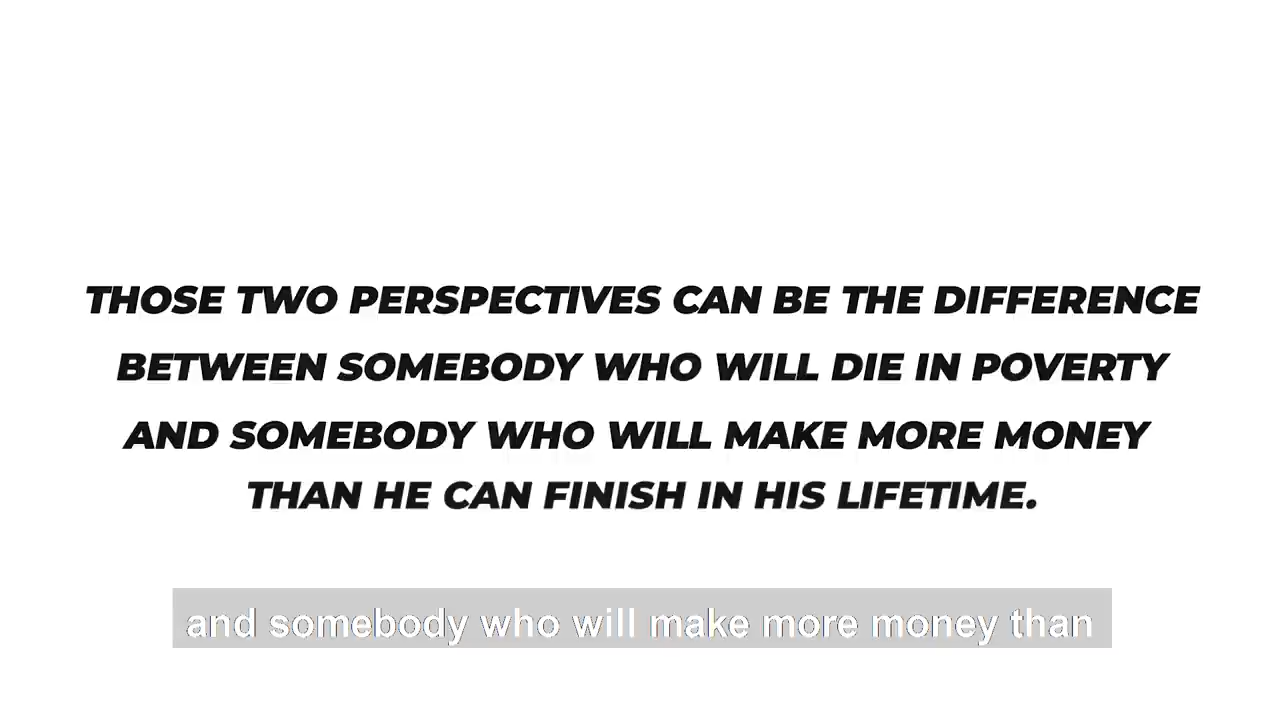 THOSE TWO PERSPECTIVES CAN BE THE DIFFERENCE
BETWEEN SOMEBODY WHO WILL DIE IN POVERTY
AND SOMEBODY WHO WILL MAKE MORE MONEY
THAN HE CAN FINISH IN HIS LIFETIME.
and somebody who will make more money than